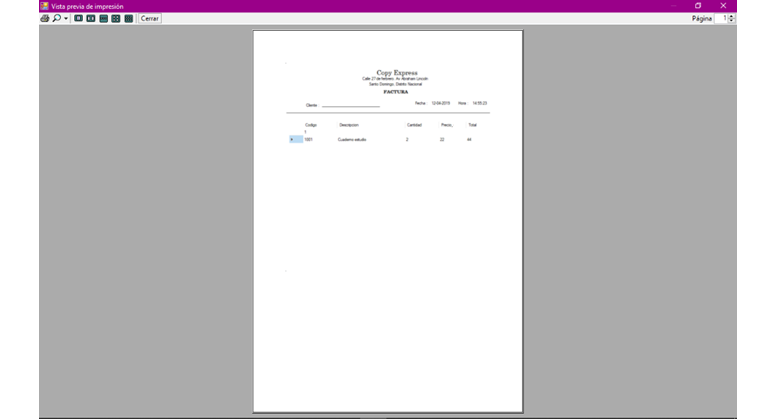 Vista previa de impresión
Cerrar
Página 1
Copy Express
Calle 27 de febrero, Av Abraham Lincoln
Santo Domingo, Distrito Nacional
FACTURA
Cliente Fecha 12/04/2019 Hora 14:55:23
Codigo Descripcion Cantidad Precio, Total
1
1001 Cuaderno estudio 2 22 44